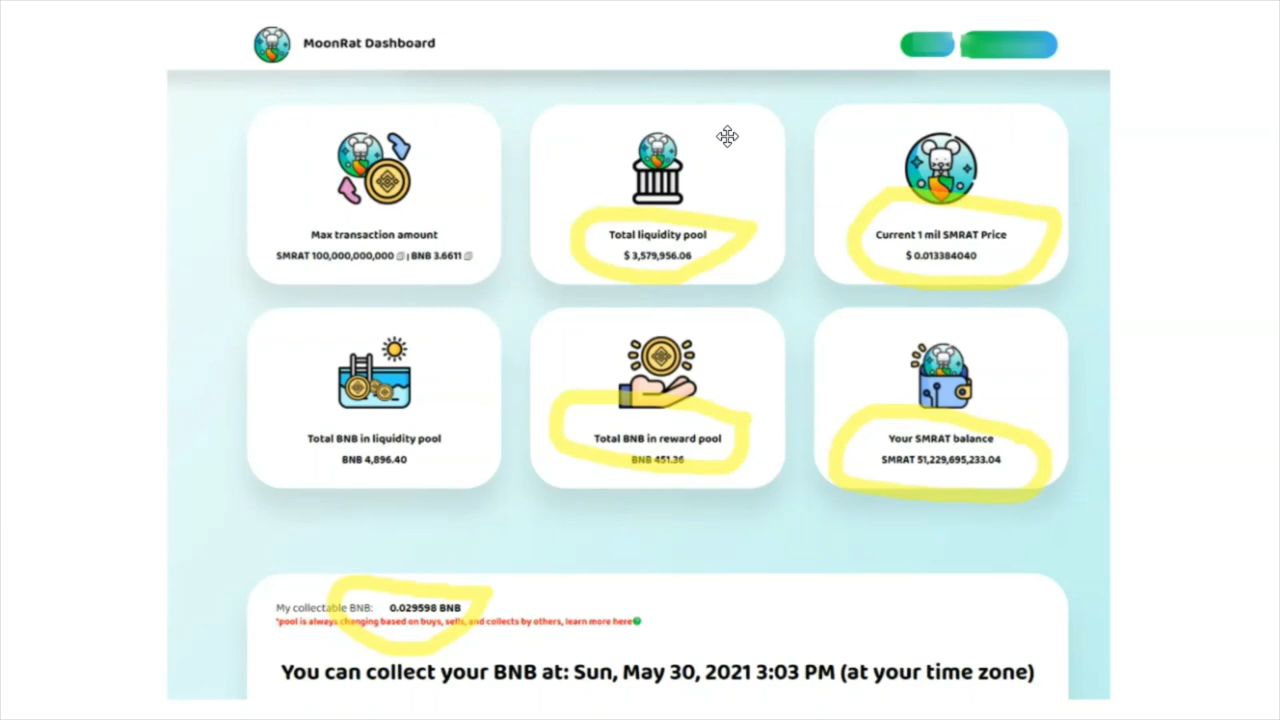 MoonRat Dashboard
Max transaction amount
SMRAT 100,000,000,000 | BNB 3.6611
Total liquidity pool
$ 3,579,956.06
Current 1 mil SMRAT Price
$ 0.013384040
Total BNB in liquidity pool
BNB 4,896.40
Total BNB in reward pool
BNB 451.36
Your SMRAT balance
SMRAT 51,229,695,233.04
My collectable BNB: 0.029598 BNB
*pool is always changing based on buys, sells, and collects by others, learn more here
You can collect your BNB at: Sun, May 30, 2021 3:03 PM (at your time zone)